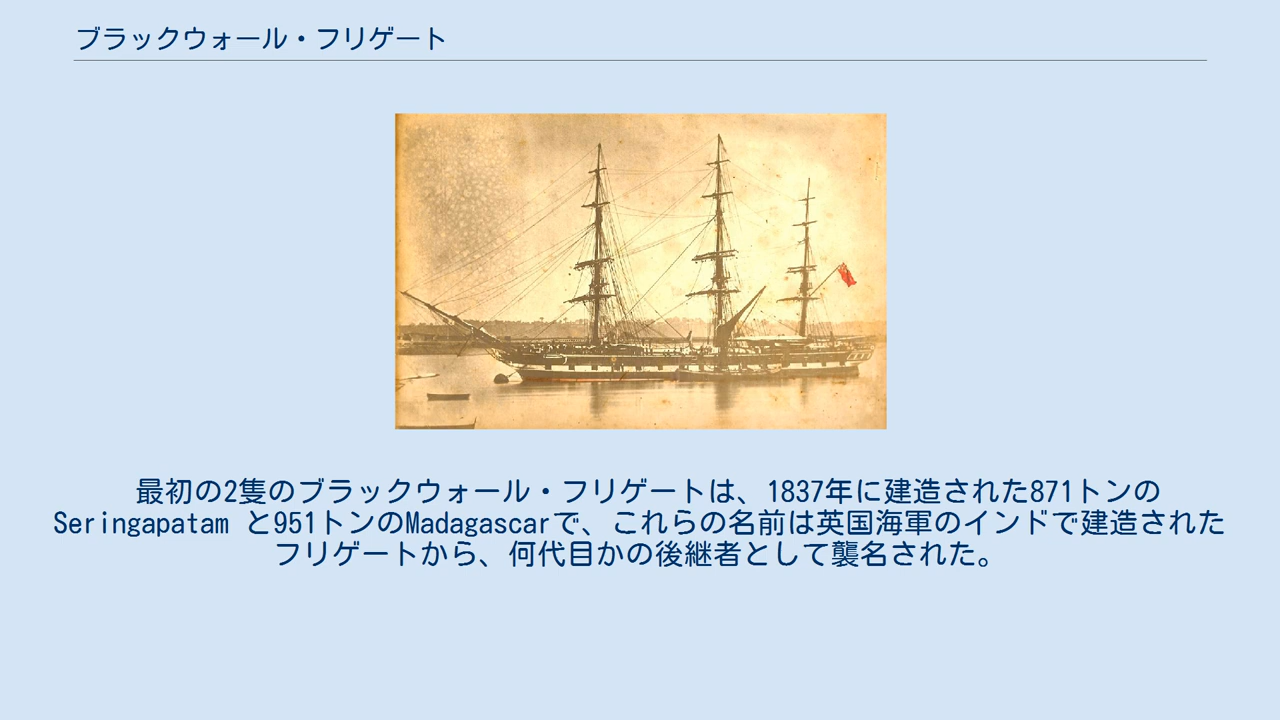 ブラックウォール・フリゲート
最初の2隻のブラックウォール・フリゲートは、1837年に建造された871トンの
Seringapatam と951トンのMadagascarで、これらの名前は英国海軍のインドで建造された
フリゲートから、何代目かの後継者として襲名された。